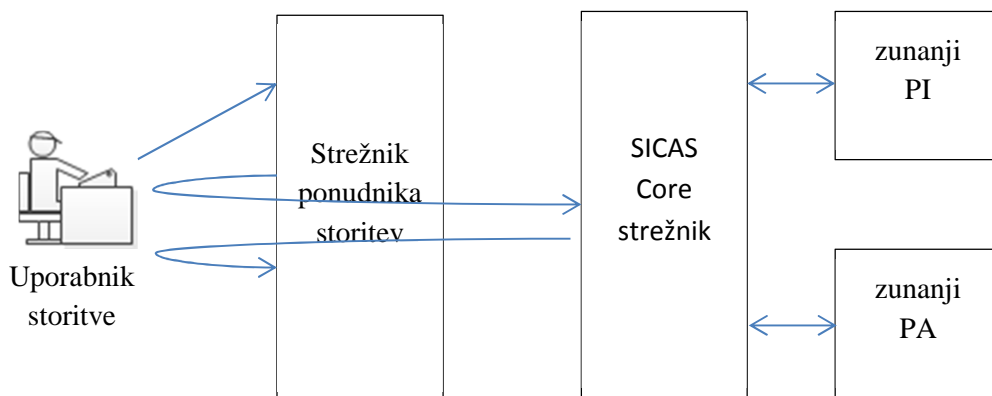 Uporabnik
storitve
Strežnik
ponudnika
storitev
SICAS
Core
strežnik
zunanji
PI
zunanji
PA